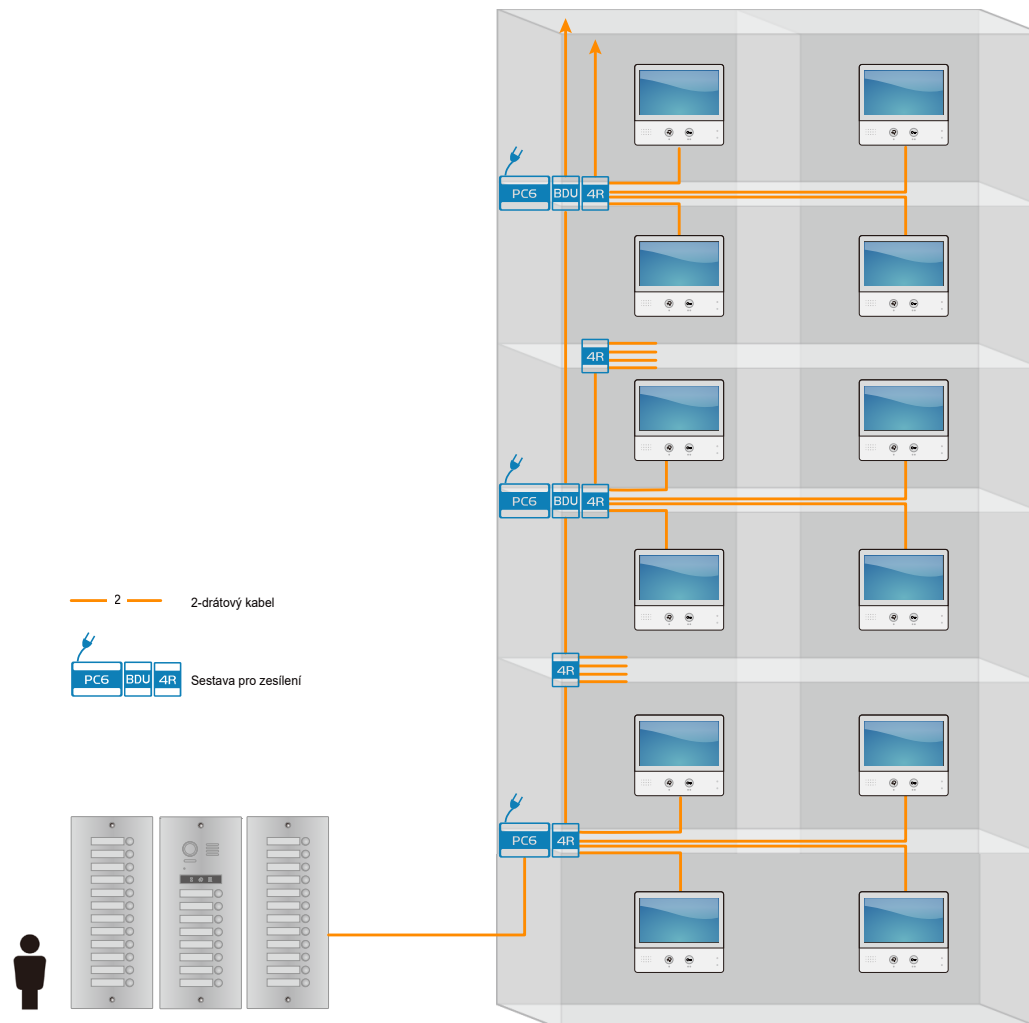 PC6 BDU 4R
4R
PC6 BDU 4R
2 2-drátový kabel
4R
PC6 BDU 4R Sestava pro zesílení
PC6 4R